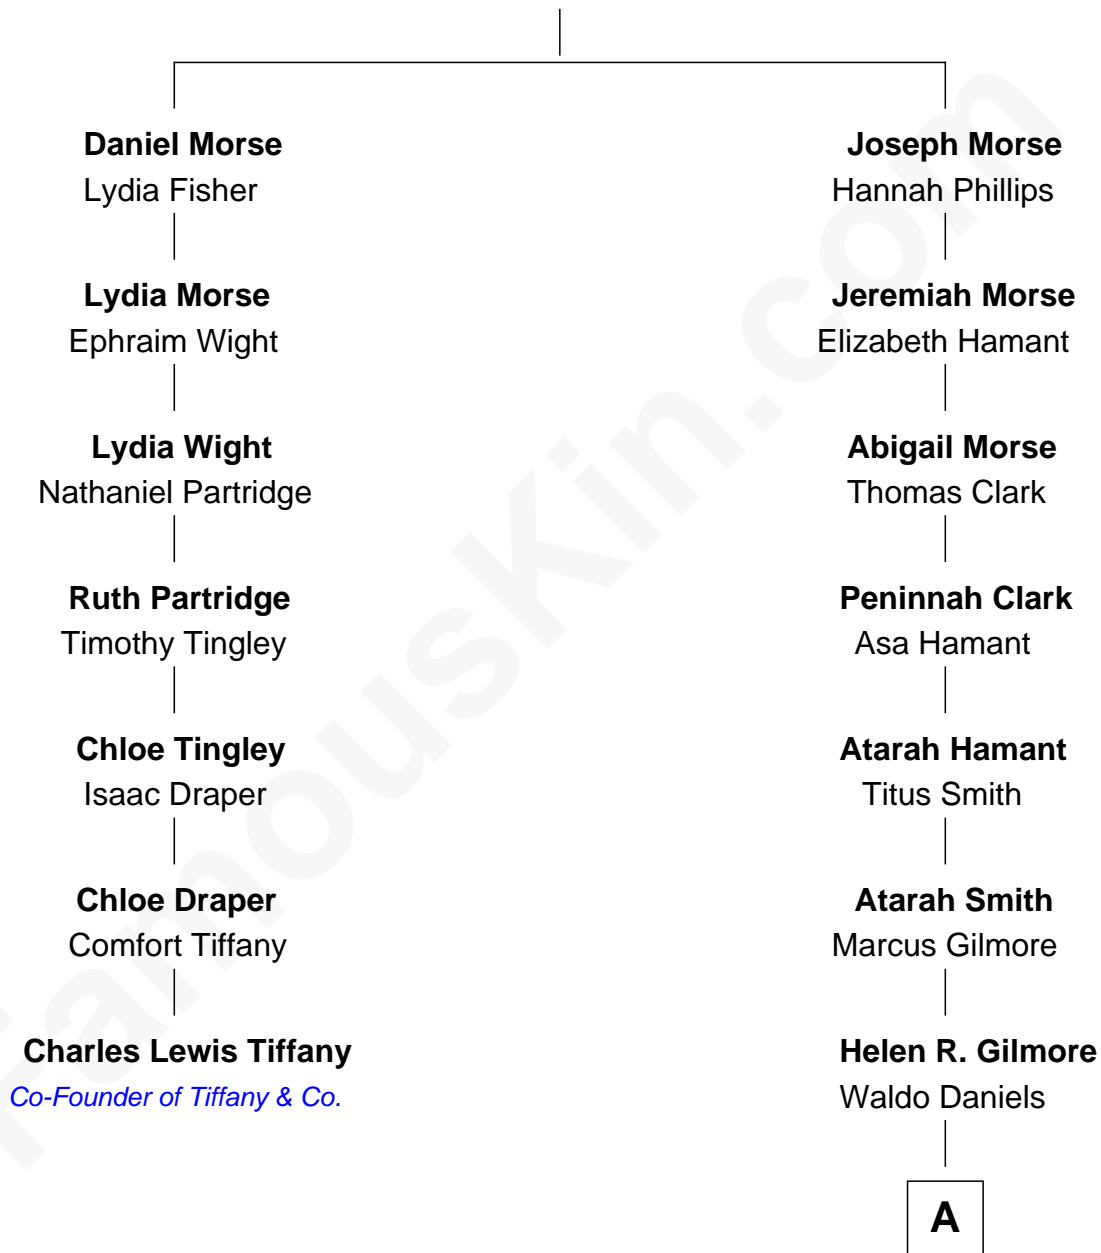 Daniel Morse
Lydia Fisher
Lydia Morse
Ephraim Wight
Lydia Wight
Nathaniel Partridge
Ruth Partridge
Timothy Tingley
Chloe Tingley
Isaac Draper
Chloe Draper
Comfort Tiffany
Charles Lewis Tiffany
Co-Founder of Tiffany & Co.
Joseph Morse
Hannah Phillips
Jeremiah Morse
Elizabeth Hamant
Abigail Morse
Thomas Clark
Peninnah Clark
Asa Hamant
Atarah Hamant
Titus Smith
Atarah Smith
Marcus Gilmore
Helen R. Gilmore
Waldo Daniels
A
FamousKin.com